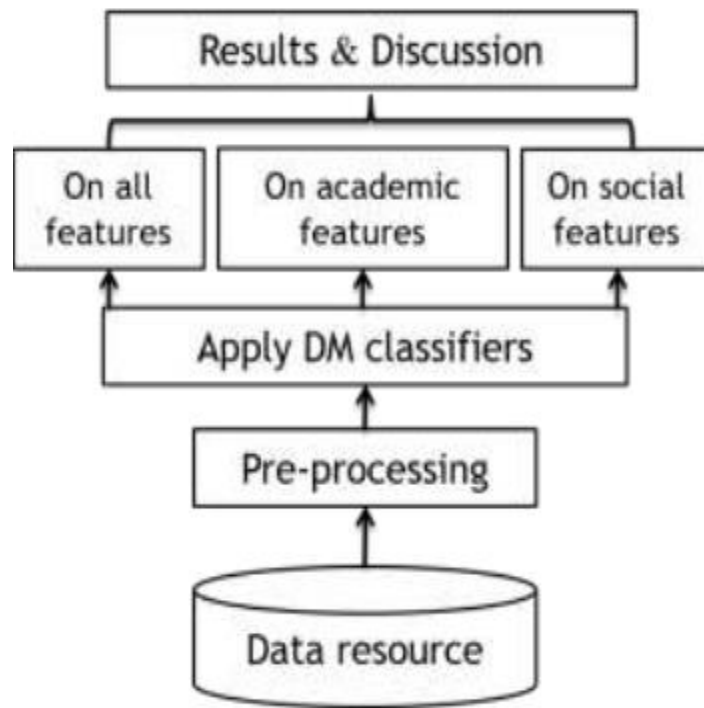 Results & Discussion
On all
features
On academic
features
On social
features
Apply DM classifiers
Pre-processing
Data resource